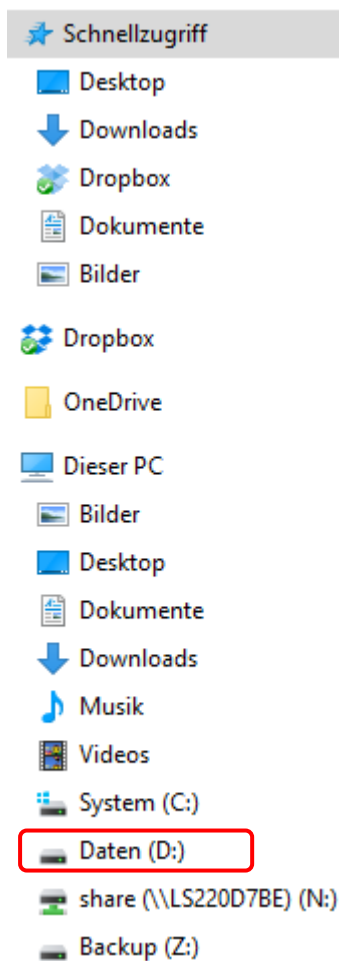 Schnellzugriff
Desktop
Downloads
Dropbox
Dokumente
Bilder
Dropbox
OneDrive
Dieser PC
Bilder
Desktop
Dokumente
Downloads
Musik
Videos
System (C:)
Daten (D:)
share (\\LS220D7BE) (N:)
Backup (Z:)